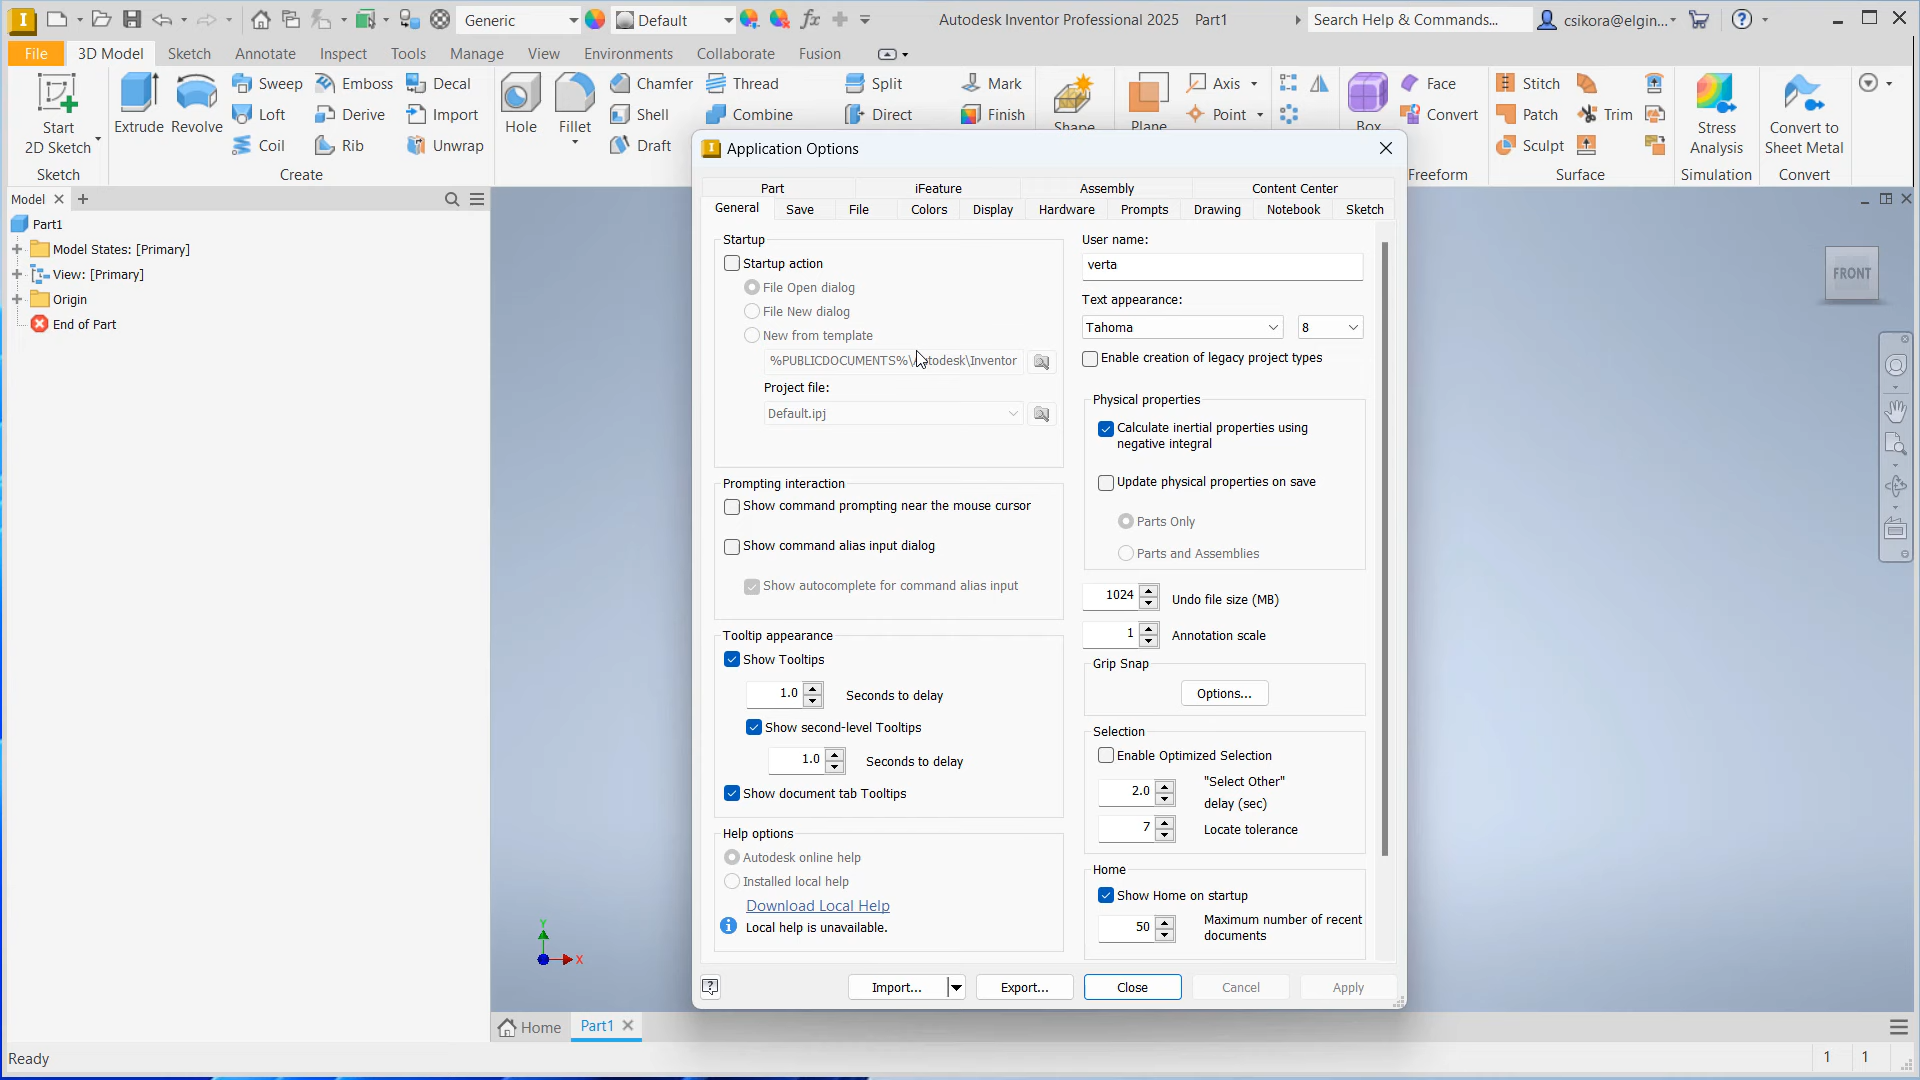 Generic
Default
Autodesk Inventor Professional 2025 Part1
Search Help & Commands...
csikora@elgin...
File 3D Model Sketch Annotate Inspect Tools Manage View Environments Collaborate Fusion
Start
2D Sketch
Sketch
Extrude
Revolve
Sweep
Loft
Coil
Emboss
Derive
Rib
Decal
Import
Unwrap
Create
Hole
Fillet
Chamfer
Shell
Draft
Thread
Combine
Split
Direct
Mark
Finish
Shape
Plane
Axis
Point
Box
Face
Convert
Freeform
Stitch
Patch
Sculpt
Trim
Surface
Stress
Analysis
Simulation
Convert to
Sheet Metal
Convert
Model
Part1
Model States: [Primary]
View: [Primary]
Origin
End of Part
FRONT
Application Options
Part iFeature Assembly Content Center
General Save File Colors Display Hardware Prompts Drawing Notebook Sketch
Startup
Startup action
File Open dialog
File New dialog
New from template
%PUBLICDOCUMENTS%\Autodesk\Inventor
Project file:
Default.ipj
Prompting interaction
Show command prompting near the mouse cursor
Show command alias input dialog
Show autocomplete for command alias input
Tooltip appearance
Show Tooltips
1.0 Seconds to delay
Show second-level Tooltips
1.0 Seconds to delay
Show document tab Tooltips
Help options
Autodesk online help
Installed local help
Download Local Help
Local help is unavailable.
User name:
verta
Text appearance:
Tahoma 8
Enable creation of legacy project types
Physical properties
Calculate inertial properties using
negative integral
Update physical properties on save
Parts Only
Parts and Assemblies
1024 Undo file size (MB)
1 Annotation scale
Grip Snap
Options...
Selection
Enable Optimized Selection
2.0 "Select Other"
delay (sec)
7 Locate tolerance
Home
Show Home on startup
50 Maximum number of recent
documents
Import... Export... Close Cancel Apply
Y
X
Home Part1
Ready
1 1